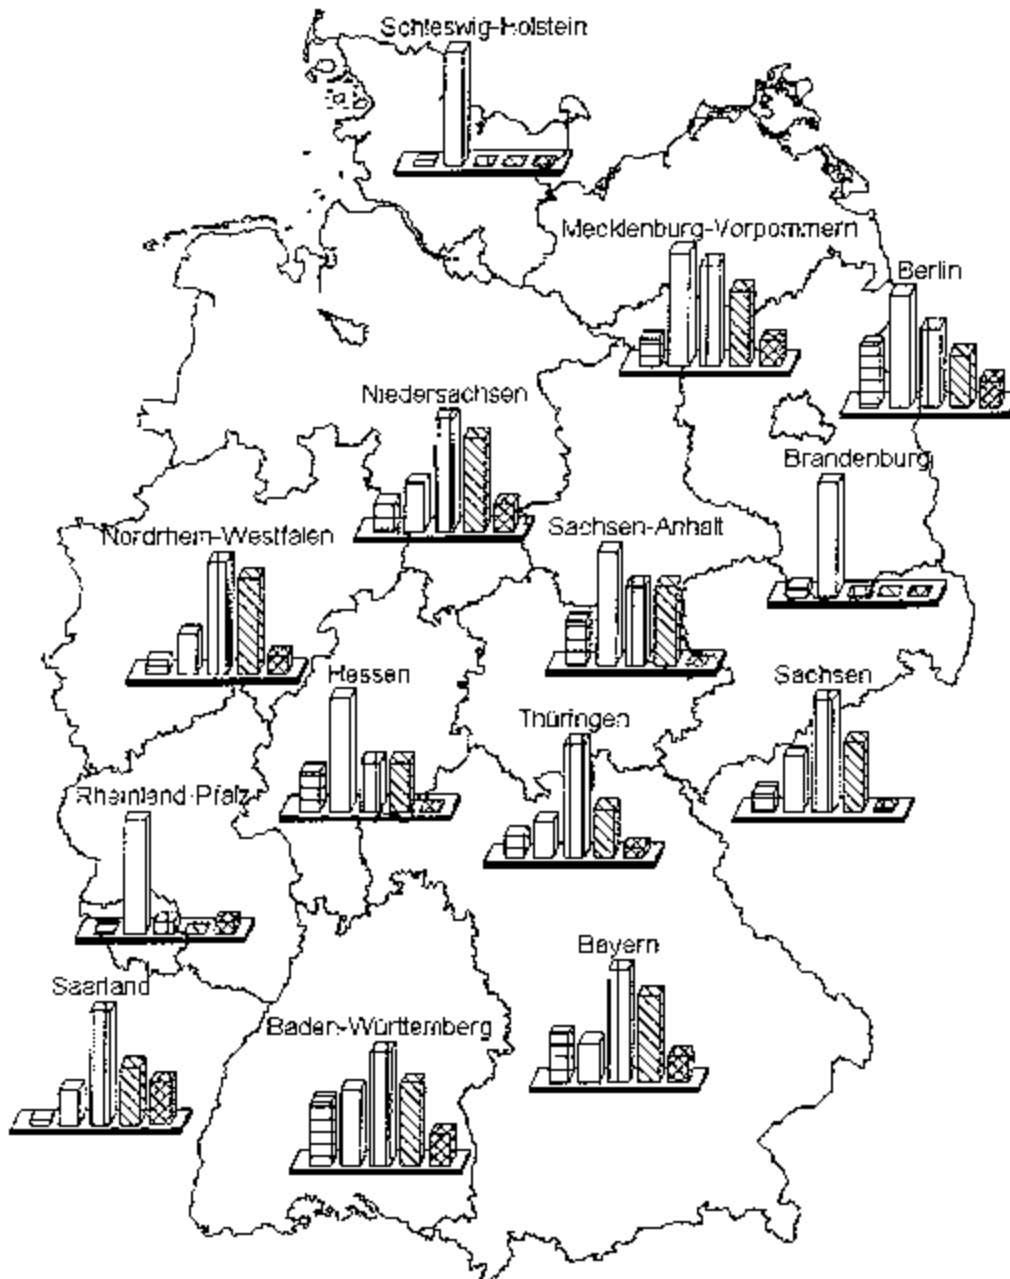 Schleswig-Holstein
Mecklenburg-Vorpommern
Berlin
Niedersachsen
Brandenburg
Nordrhein-Westfalen
Sachsen-Anhalt
Hessen
Sachsen
Thüringen
Rheinland-Pfalz
Bayern
Saarland
Baden-Württemberg